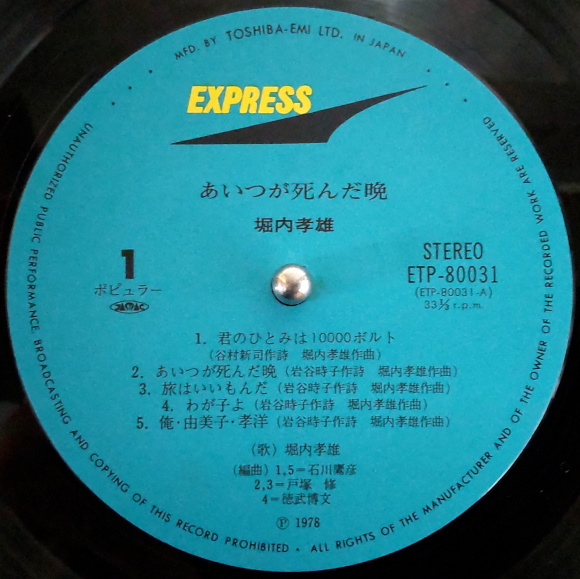 MFD. BY TOSHIBA-EMI LTD. IN JAPAN
EXPRESS
あいつが死んだ晩
堀内孝雄
1
ポピュラー
STEREO
ETP-80031
(ETP-80031-A)
33⅓ r.p.m.
1. 君のひとみは10000ボルト
(谷村新司作詩 堀内孝雄作曲)
2. あいつが死んだ晩 (岩谷時子作詩 堀内孝雄作曲)
3. 旅はいいもんだ (岩谷時子作詩 堀内孝雄作曲)
4. わが子よ (岩谷時子作詩 堀内孝雄作曲)
5. 俺・由美子・孝洋 (岩谷時子作詩 堀内孝雄作曲)
(歌) 堀内孝雄
(編曲) 1,5=石川鷹彦
2,3=戸塚 修
4=徳武博文
Ⓟ 1978
UNAUTHORIZED PUBLIC PERFORMANCE, BROADCASTING AND COPYING OF THIS RECORD PROHIBITED • ALL RIGHTS OF THE MANUFACTURER AND OF THE OWNER OF THE RECORDED WORK ARE RESERVED